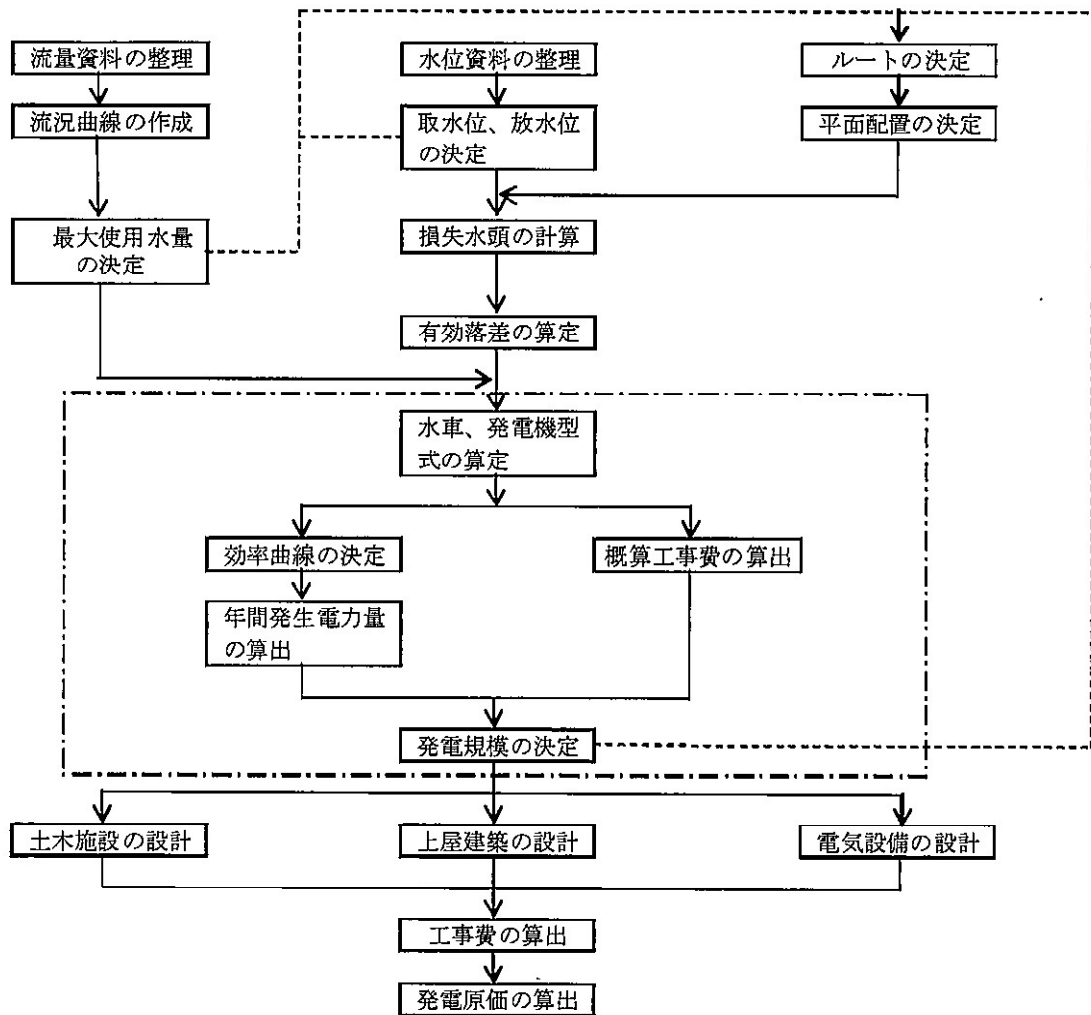 流量資料の整理
水位資料の整理
ルートの決定
流況曲線の作成
取水位、放水位
の決定
平面配置の決定
最大使用水量
の決定
損失水頭の計算
有効落差の算定
水車、発電機型
式の算定
効率曲線の決定
概算工事費の算出
年間発生電力量
の算出
発電規模の決定
土木施設の設計
上屋建築の設計
電気設備の設計
工事費の算出
発電原価の算出